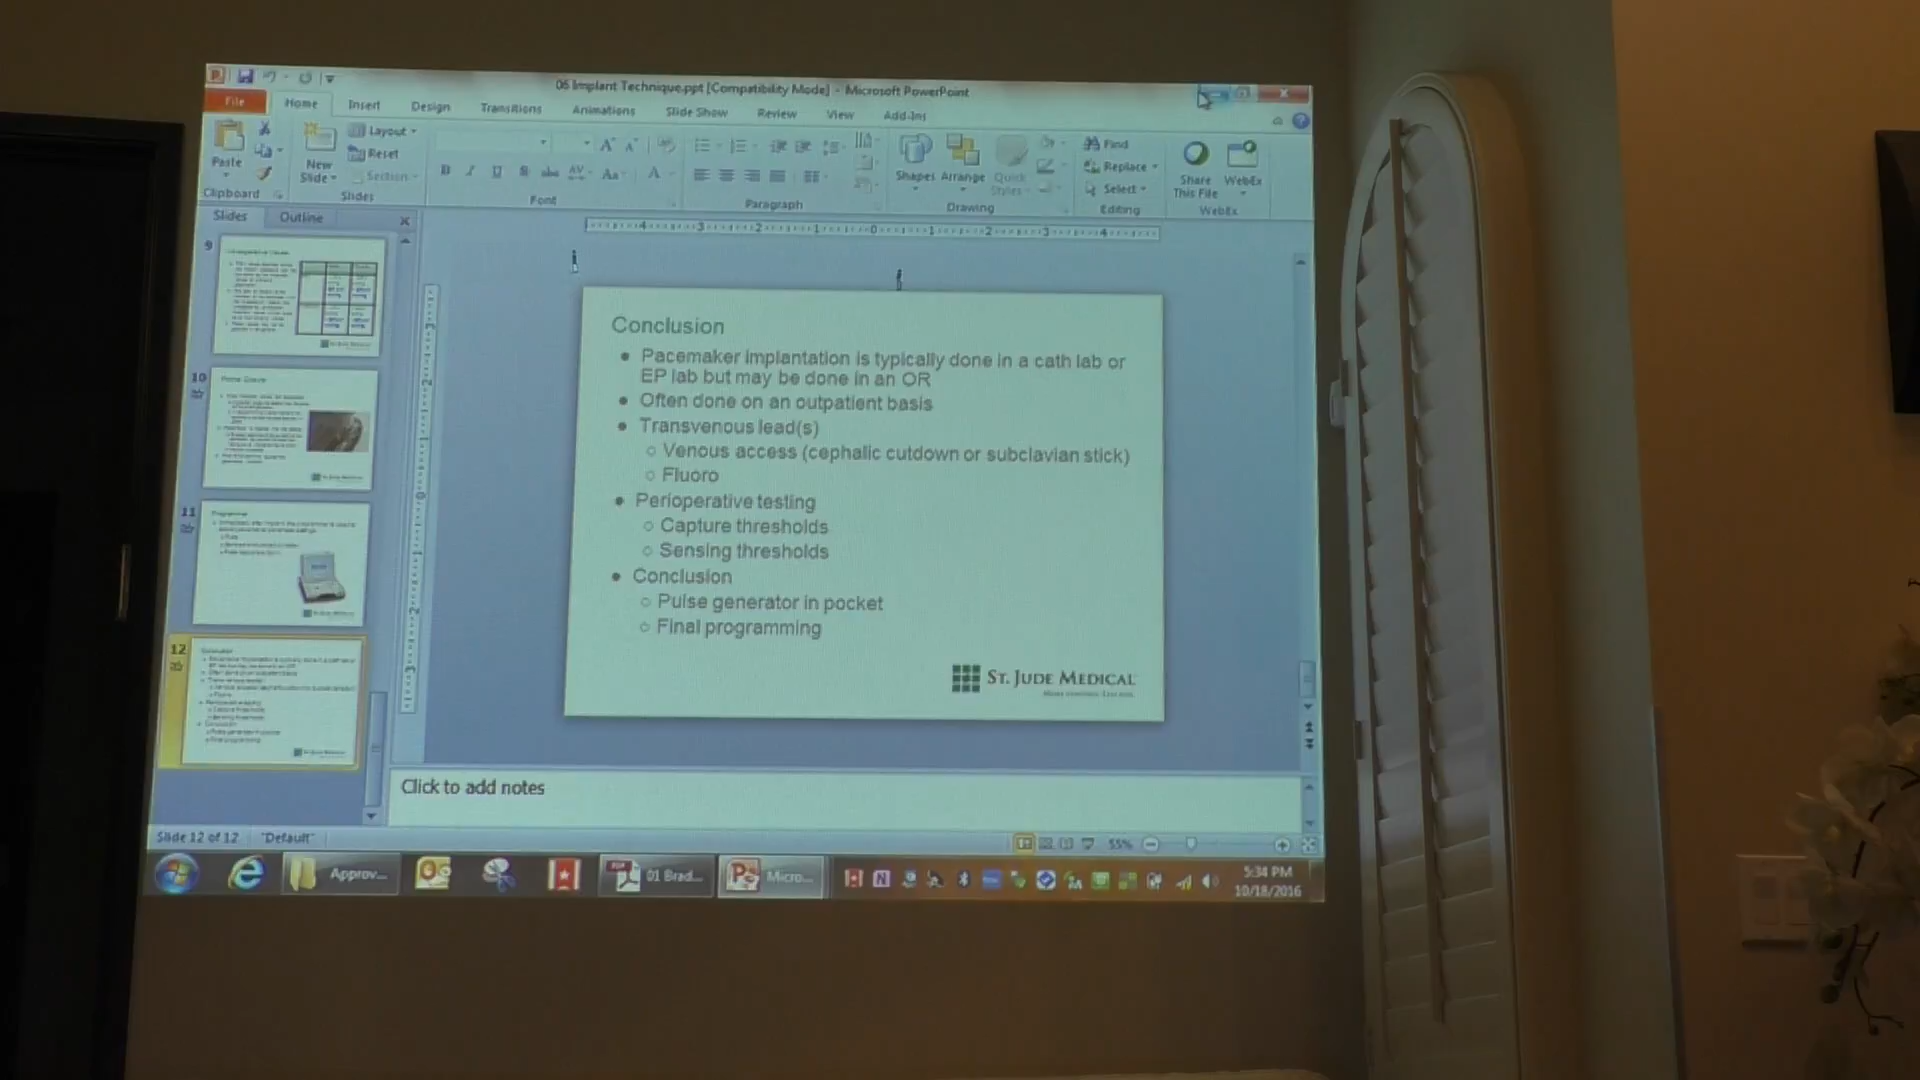 06 Implant Technique.ppt [Compatibility Mode] - Microsoft PowerPoint
File Home Insert Design Transitions Animations Slide Show Review View Add-Ins
Paste
Clipboard
New Slide
Layout
Reset
Section
Slides
Font
Paragraph
Shapes Arrange Quick Styles
Drawing
Find
Replace
Select
Editing
Share This File
WebEx
WebEx
Slides Outline
9
10
11
12
Conclusion
• Pacemaker implantation is typically done in a cath lab or
EP lab but may be done in an OR
• Often done on an outpatient basis
• Transvenous lead(s)
○ Venous access (cephalic cutdown or subclavian stick)
○ Fluoro
• Perioperative testing
○ Capture thresholds
○ Sensing thresholds
• Conclusion
○ Pulse generator in pocket
○ Final programming
ST. JUDE MEDICAL
Click to add notes
Slide 12 of 12 "Default"
55%
Approv...
01 Brad...
Micro...
5:34 PM
10/18/2016